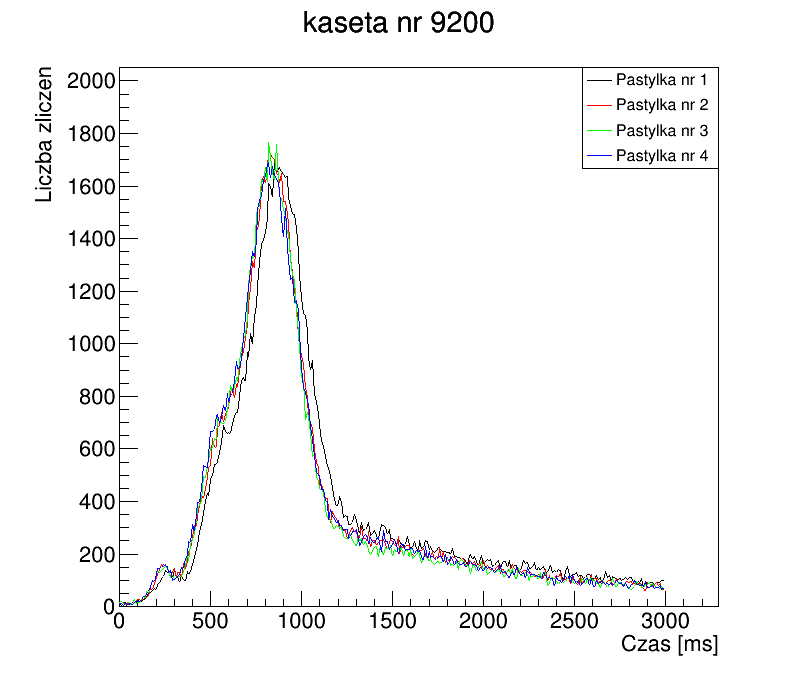 kaseta nr 9200
Liczba zliczen
2000
1800
1600
1400
1200
1000
800
600
400
200
0
Pastylka nr 1
Pastylka nr 2
Pastylka nr 3
Pastylka nr 4
0 500 1000 1500 2000 2500 3000
Czas [ms]